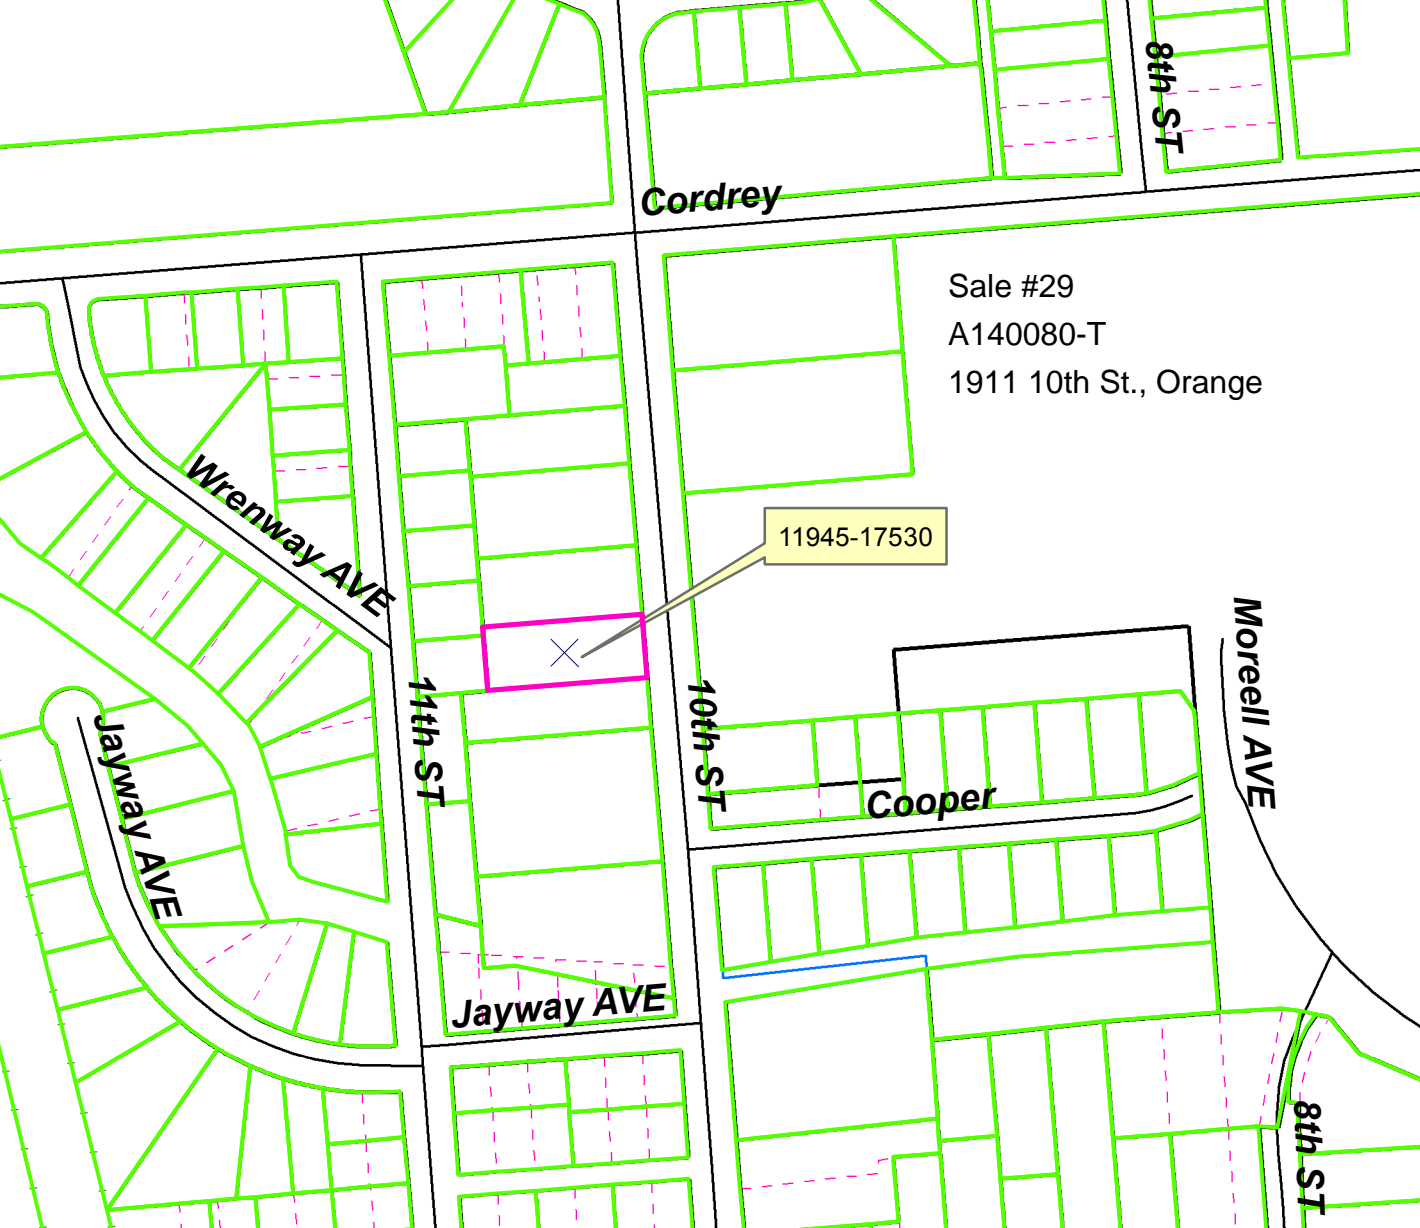 8th ST
Cordrey
Sale #29
A140080-T
1911 10th St., Orange
Wrenway AVE
11945-17530
Moreell AVE
11th ST
10th ST
Jayway AVE
Cooper
Jayway AVE
8th ST